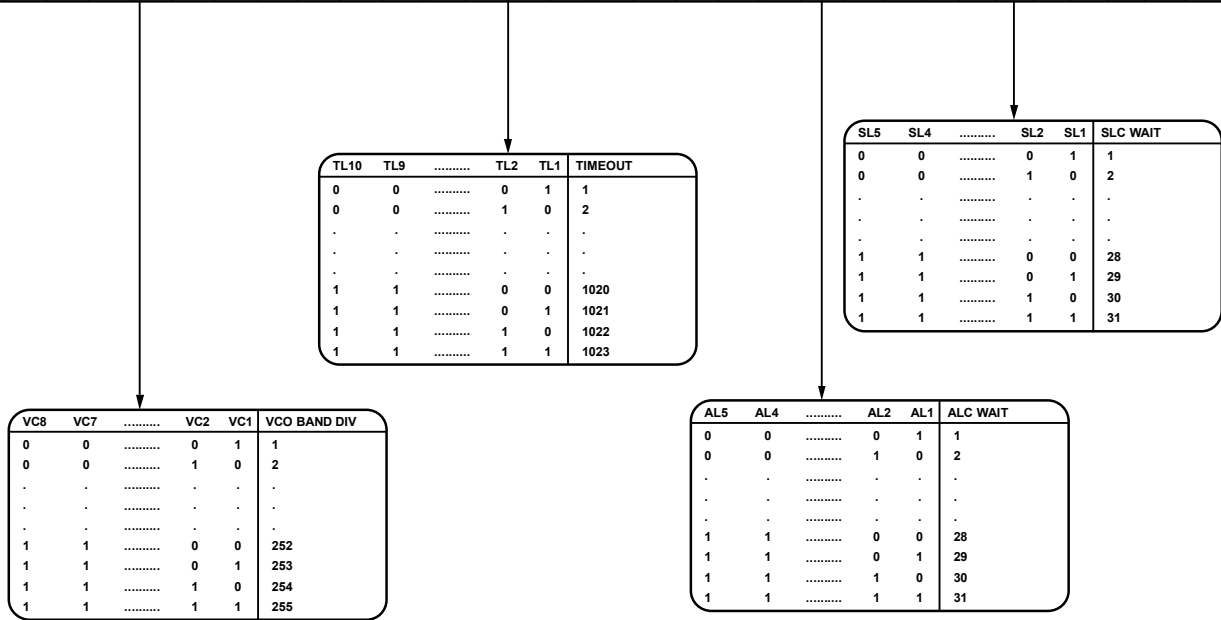 SL5 SL4 .......... SL2 SL1 SLC WAIT
0 0 .......... 0 1 1
0 0 .......... 1 0 2
. . .......... . . .
. . .......... . . .
. . .......... . . .
1 1 .......... 0 0 28
1 1 .......... 0 1 29
1 1 .......... 1 0 30
1 1 .......... 1 1 31
TL10 TL9 .......... TL2 TL1 TIMEOUT
0 0 .......... 0 1 1
0 0 .......... 1 0 2
. . .......... . . .
. . .......... . . .
. . .......... . . .
1 1 .......... 0 0 1020
1 1 .......... 0 1 1021
1 1 .......... 1 0 1022
1 1 .......... 1 1 1023
VC8 VC7 .......... VC2 VC1 VCO BAND DIV
0 0 .......... 0 1 1
0 0 .......... 1 0 2
. . .......... . . .
. . .......... . . .
. . .......... . . .
1 1 .......... 0 0 252
1 1 .......... 0 1 253
1 1 .......... 1 0 254
1 1 .......... 1 1 255
AL5 AL4 .......... AL2 AL1 ALC WAIT
0 0 .......... 0 1 1
0 0 .......... 1 0 2
. . .......... . . .
. . .......... . . .
. . .......... . . .
1 1 .......... 0 0 28
1 1 .......... 0 1 29
1 1 .......... 1 0 30
1 1 .......... 1 1 31